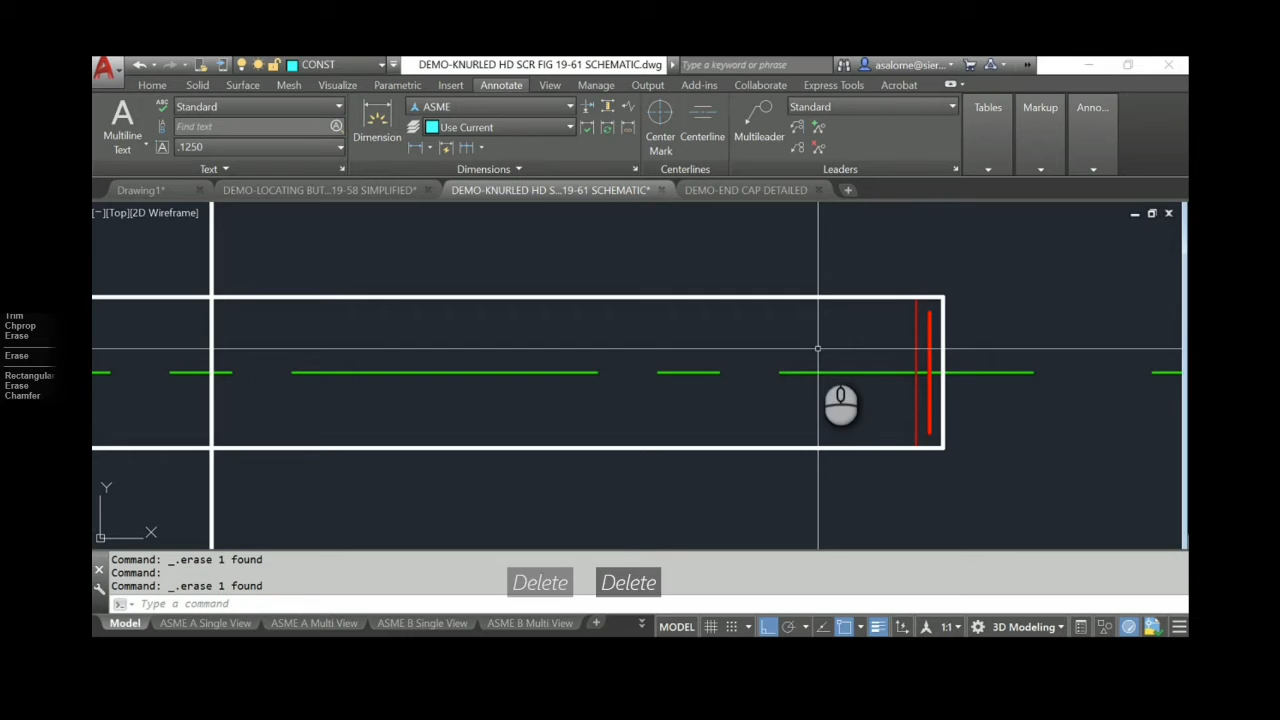 CONST
DEMO-KNURLED HD SCR FIG 19-61 SCHEMATIC.dwg
Type a keyword or phrase
asalome@sier...
Home Solid Surface Mesh Visualize Parametric Insert Annotate View Manage Output Add-ins Collaborate Express Tools Acrobat
A Multiline Text
ABC Standard
Find text
A .1250
Text
Dimension
ASME
Use Current
Dimensions
Center Mark
Centerline
Centerlines
Multileader
Standard
Leaders
Tables
Markup
Anno...
Drawing1* DEMO-LOCATING BUT...19-58 SIMPLIFIED* DEMO-KNURLED HD S...19-61 SCHEMATIC* DEMO-END CAP DETAILED
[−][Top][2D Wireframe]
Trim
Chprop
Erase
Erase
Rectangular
Erase
Chamfer
0
Y
X
Command: _.erase 1 found
Command:
Command: _.erase 1 found
Delete Delete
Type a command
Model ASME A Single View ASME A Multi View ASME B Single View ASME B Multi View
MODEL 1:1 3D Modeling